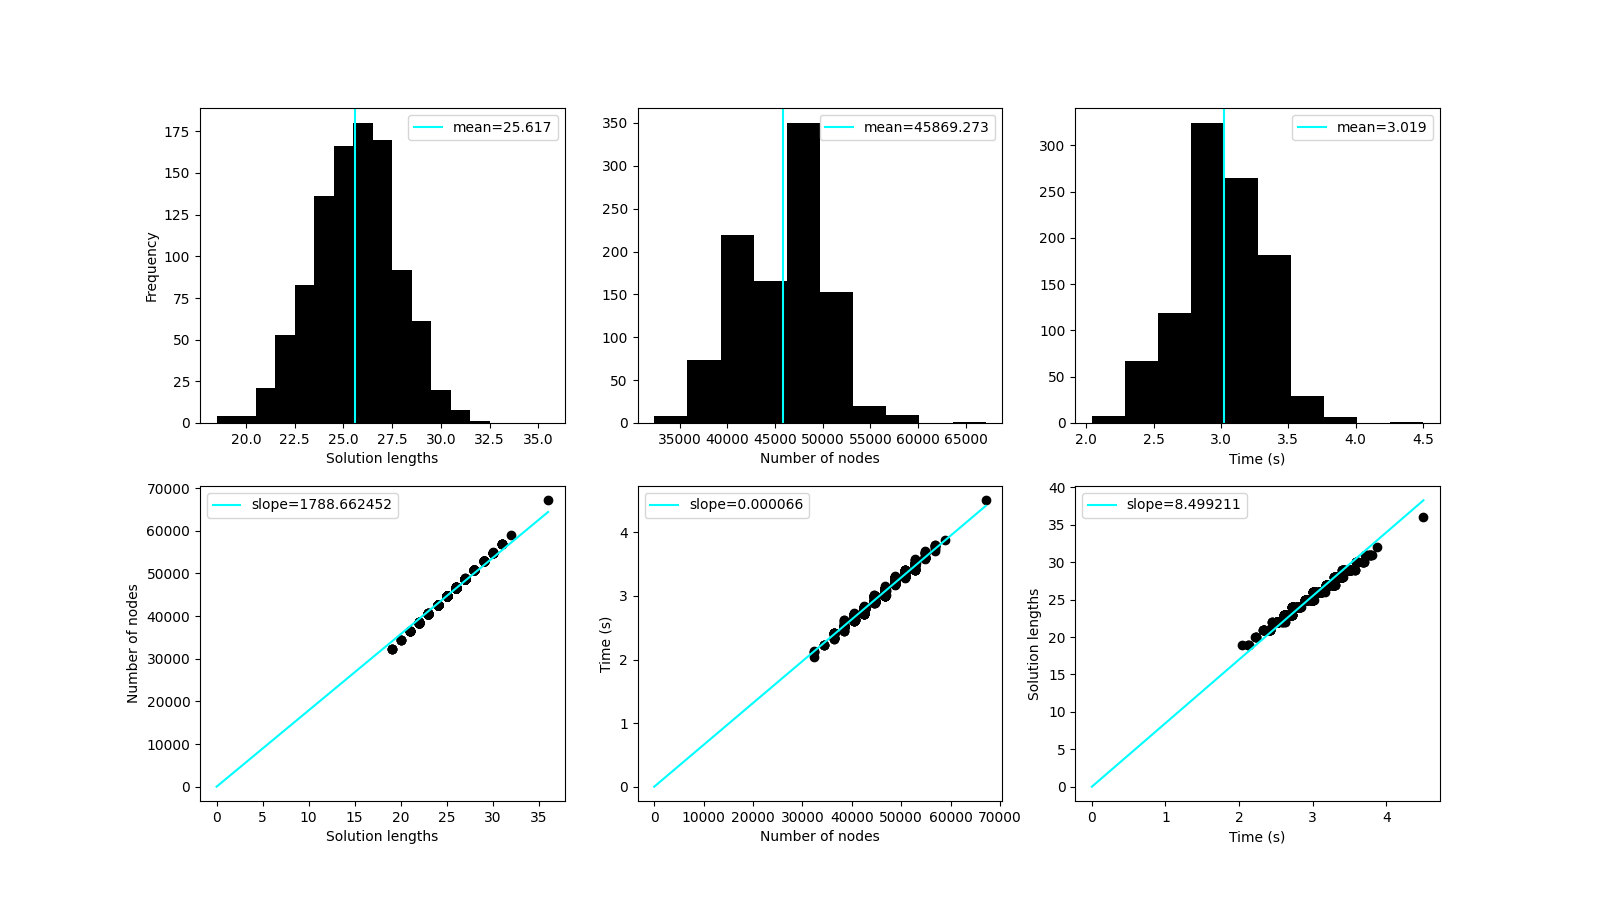 mean=25.617
175
150
125
100
75
50
25
0
Frequency
20.0 22.5 25.0 27.5 30.0 32.5 35.0
Solution lengths
mean=45869.273
350
300
250
200
150
100
50
0
35000 40000 45000 50000 55000 60000 65000
Number of nodes
mean=3.019
300
250
200
150
100
50
0
2.0 2.5 3.0 3.5 4.0 4.5
Time (s)
slope=1788.662452
70000
60000
50000
40000
30000
20000
10000
0
Number of nodes
0 5 10 15 20 25 30 35
Solution lengths
slope=0.000066
4
3
2
1
0
Time (s)
0 10000 20000 30000 40000 50000 60000 70000
Number of nodes
slope=8.499211
40
35
30
25
20
15
10
5
0
Solution lengths
0 1 2 3 4
Time (s)